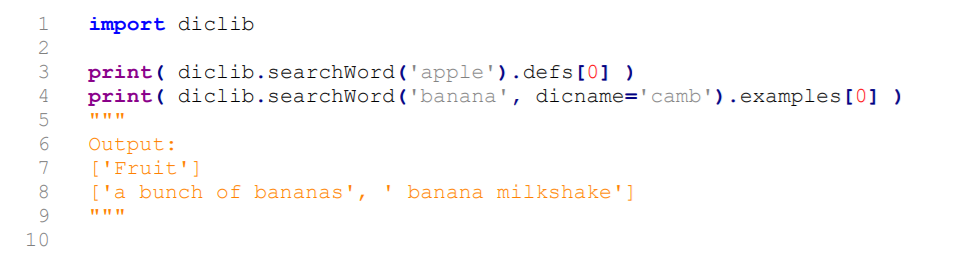 1 import diclib
2
3 print( diclib.searchWord('apple').defs[0] )
4 print( diclib.searchWord('banana', dicname='camb').examples[0] )
5 """
6 Output:
7 ['Fruit']
8 ['a bunch of bananas', ' banana milkshake']
9 """
10